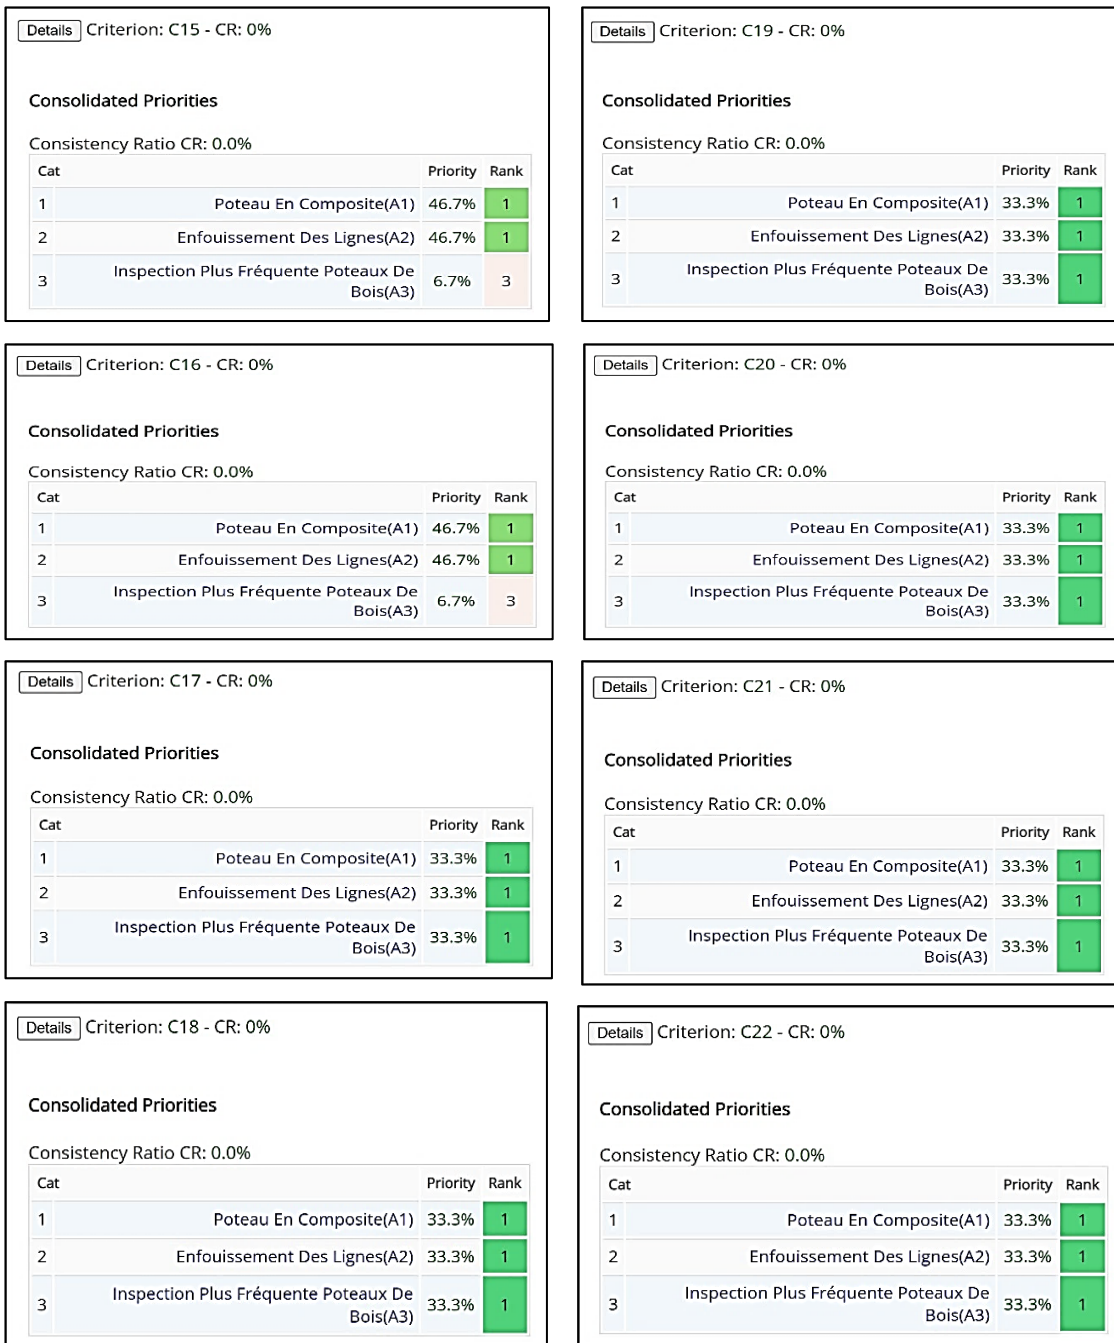 Details Criterion: C15 - CR: 0%
Consolidated Priorities
Consistency Ratio CR: 0.0%
Cat Priority Rank
1 Poteau En Composite(A1) 46.7% 1
2 Enfouissement Des Lignes(A2) 46.7% 1
3 Inspection Plus Fréquente Poteaux De
Bois(A3) 6.7% 3
Details Criterion: C19 - CR: 0%
Consolidated Priorities
Consistency Ratio CR: 0.0%
Cat Priority Rank
1 Poteau En Composite(A1) 33.3% 1
2 Enfouissement Des Lignes(A2) 33.3% 1
3 Inspection Plus Fréquente Poteaux De
Bois(A3) 33.3% 1
Details Criterion: C16 - CR: 0%
Consolidated Priorities
Consistency Ratio CR: 0.0%
Cat Priority Rank
1 Poteau En Composite(A1) 46.7% 1
2 Enfouissement Des Lignes(A2) 46.7% 1
3 Inspection Plus Fréquente Poteaux De
Bois(A3) 6.7% 3
Details Criterion: C20 - CR: 0%
Consolidated Priorities
Consistency Ratio CR: 0.0%
Cat Priority Rank
1 Poteau En Composite(A1) 33.3% 1
2 Enfouissement Des Lignes(A2) 33.3% 1
3 Inspection Plus Fréquente Poteaux De
Bois(A3) 33.3% 1
Details Criterion: C17 - CR: 0%
Consolidated Priorities
Consistency Ratio CR: 0.0%
Cat Priority Rank
1 Poteau En Composite(A1) 33.3% 1
2 Enfouissement Des Lignes(A2) 33.3% 1
3 Inspection Plus Fréquente Poteaux De
Bois(A3) 33.3% 1
Details Criterion: C21 - CR: 0%
Consolidated Priorities
Consistency Ratio CR: 0.0%
Cat Priority Rank
1 Poteau En Composite(A1) 33.3% 1
2 Enfouissement Des Lignes(A2) 33.3% 1
3 Inspection Plus Fréquente Poteaux De
Bois(A3) 33.3% 1
Details Criterion: C18 - CR: 0%
Consolidated Priorities
Consistency Ratio CR: 0.0%
Cat Priority Rank
1 Poteau En Composite(A1) 33.3% 1
2 Enfouissement Des Lignes(A2) 33.3% 1
3 Inspection Plus Fréquente Poteaux De
Bois(A3) 33.3% 1
Details Criterion: C22 - CR: 0%
Consolidated Priorities
Consistency Ratio CR: 0.0%
Cat Priority Rank
1 Poteau En Composite(A1) 33.3% 1
2 Enfouissement Des Lignes(A2) 33.3% 1
3 Inspection Plus Fréquente Poteaux De
Bois(A3) 33.3% 1